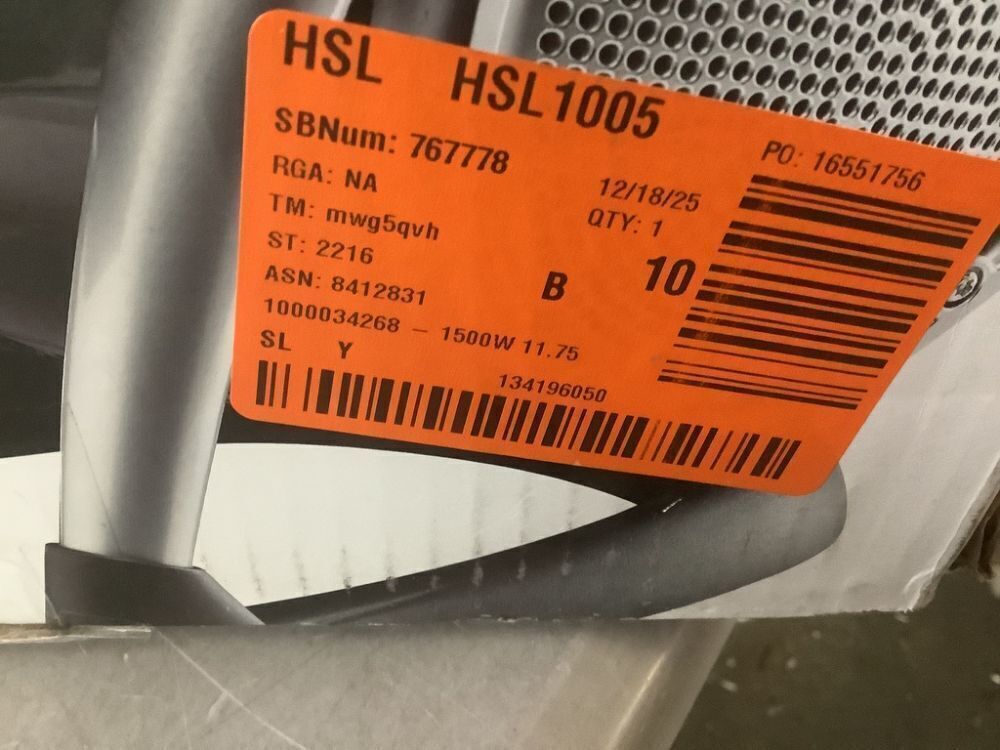 HSL HSL1005
SBNum: 767778
PO: 16551756
RGA: NA
12/18/25
TM: mwg5qvh
QTY: 1
ST: 2216
B 10
ASN: 8412831
1000034268 – 1500W 11.75
SL Y
134196050